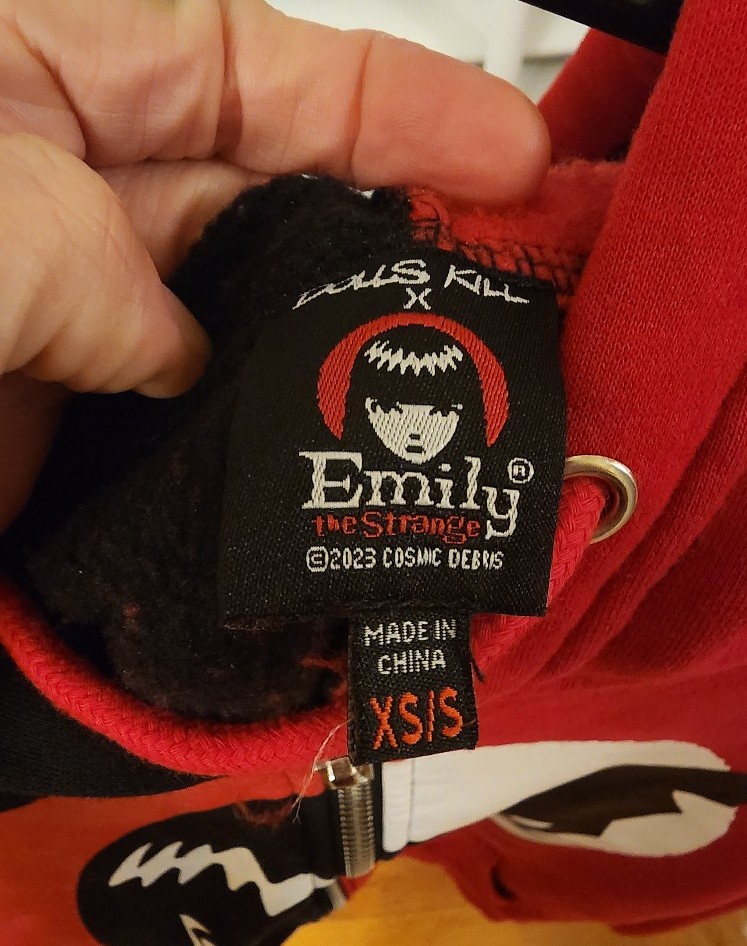 DOLLS KILL
X
Emily®
the Strange
©2023 COSMIC DEBRIS
MADE IN
CHINA
XS/S